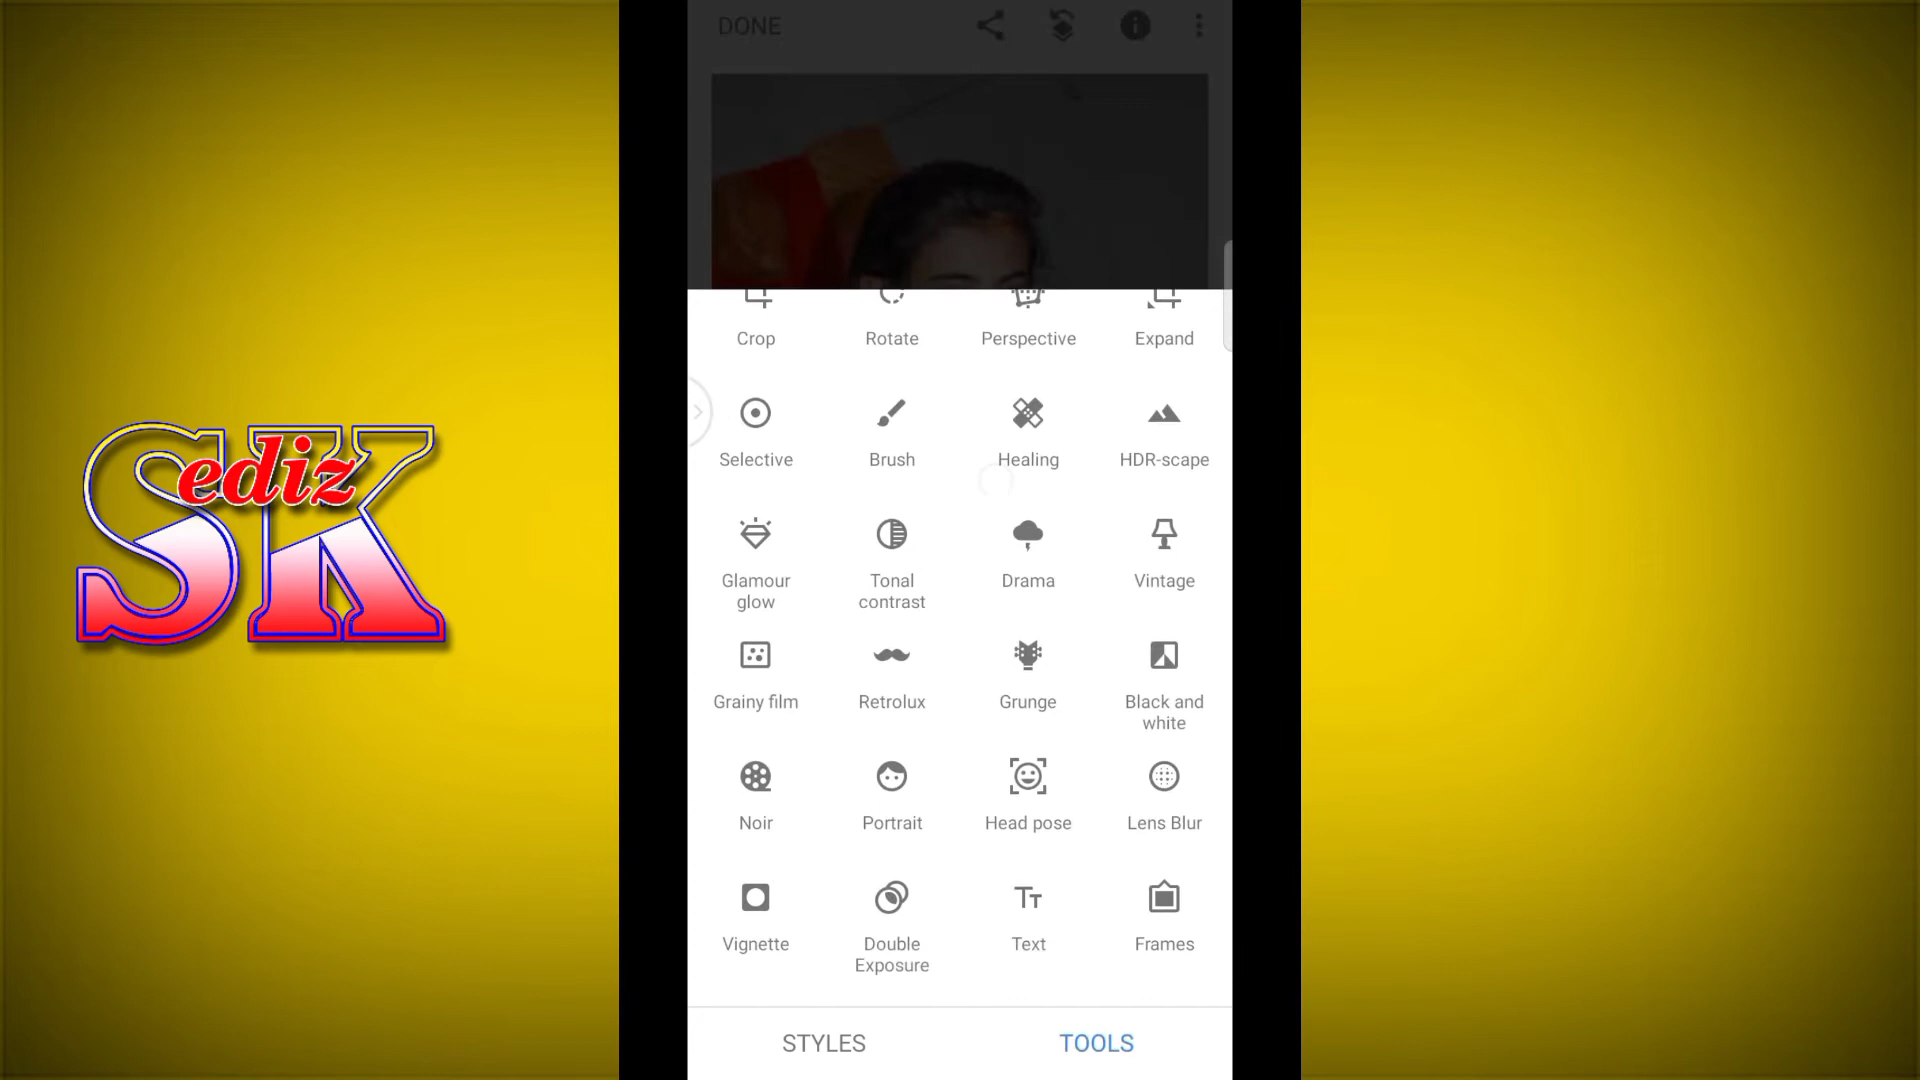 DONE
Crop Rotate Perspective Expand
Selective Brush Healing HDR-scape
Glamour glow Tonal contrast Drama Vintage
Grainy film Retrolux Grunge Black and white
Noir Portrait Head pose Lens Blur
Vignette Double Exposure Text Frames
STYLES TOOLS
SK
ediz